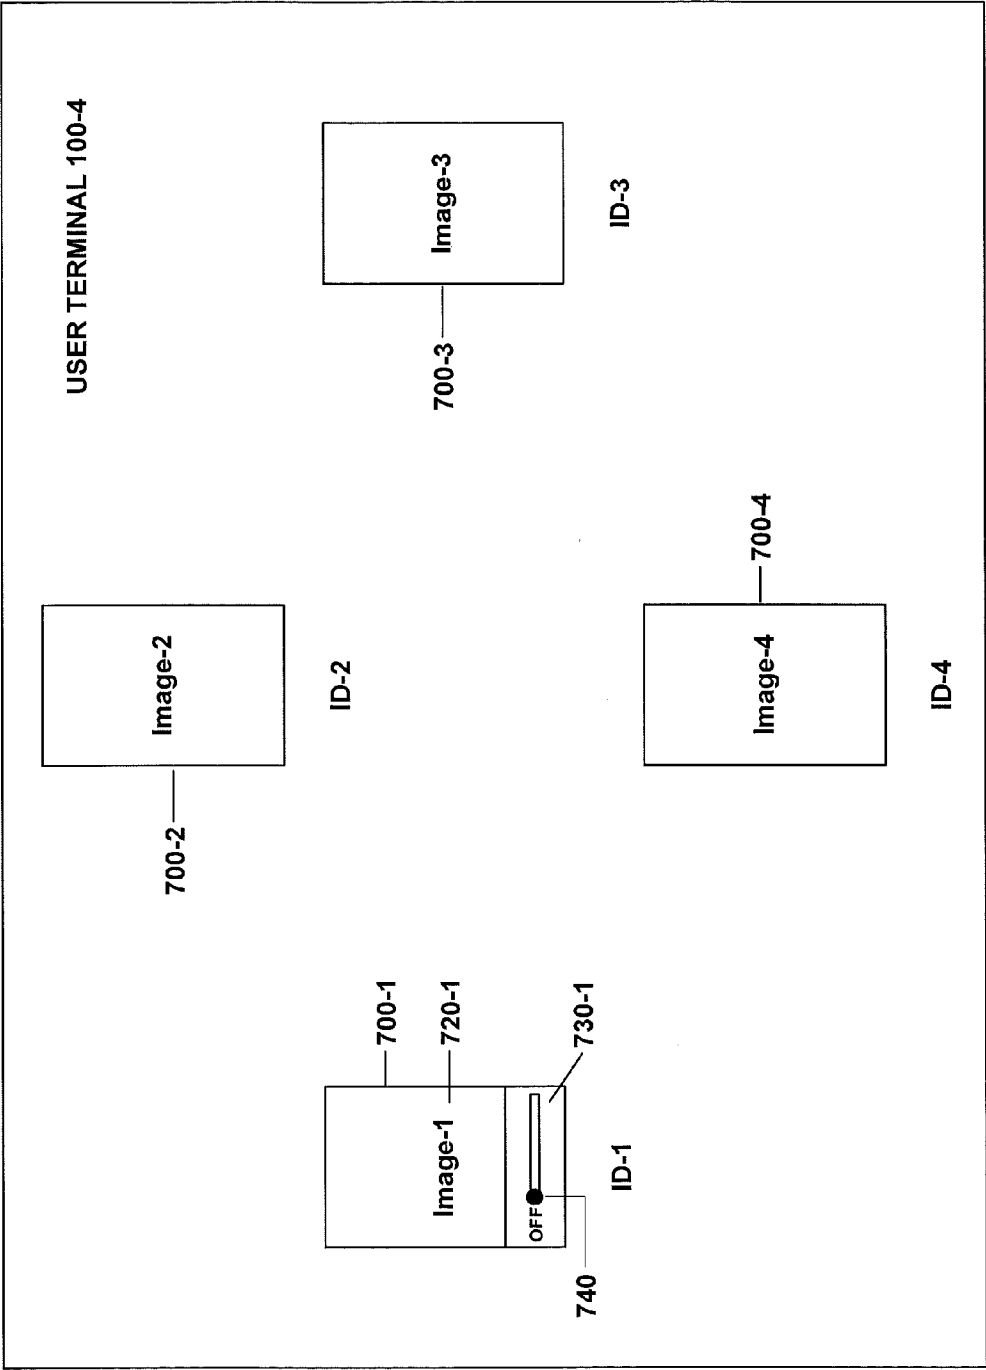 USER TERMINAL 100-4
700-2
Image-2
ID-2
700-1
720-1
Image-1
OFF
730-1
740
ID-1
700-3
Image-3
ID-3
700-4
Image-4
ID-4